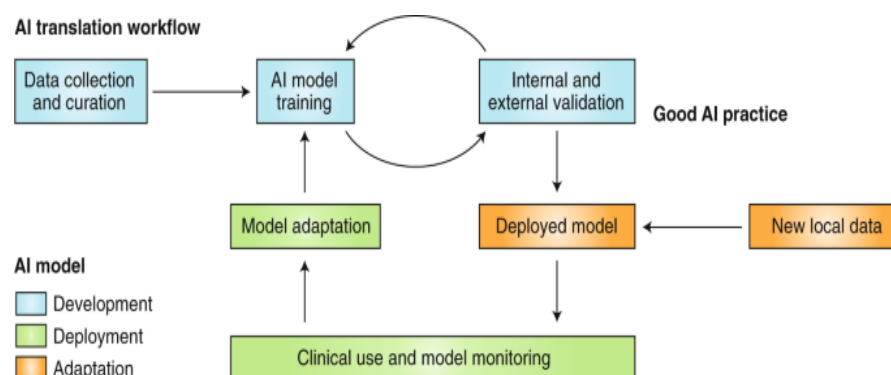 AI translation workflow
Data collection
and curation
AI model
training
Internal and
external validation
Good AI practice
Model adaptation
Deployed model
New local data
AI model
Development
Deployment
Adaptation
Clinical use and model monitoring